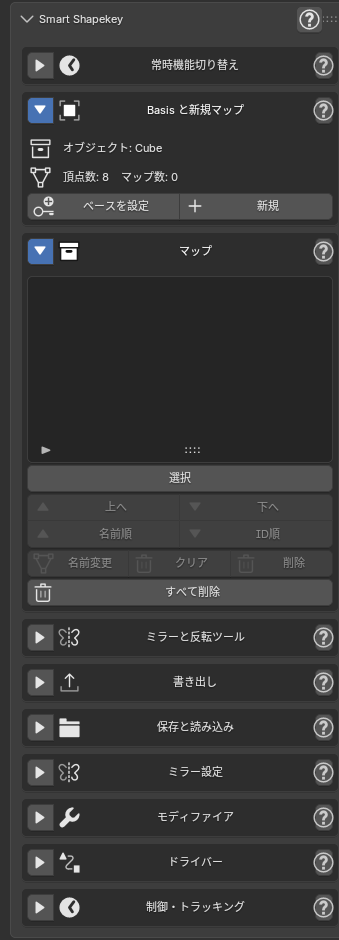 Smart Shapekey
常時機能切り替え
Basis と新規マップ
オブジェクト: Cube
頂点数: 8 マップ数: 0
ベースを設定 新規
マップ
選択
上へ 下へ
名前順 ID順
名前変更 クリア 削除
すべて削除
ミラーと反転ツール
書き出し
保存と読み込み
ミラー設定
モディファイア
ドライバー
制御・トラッキング